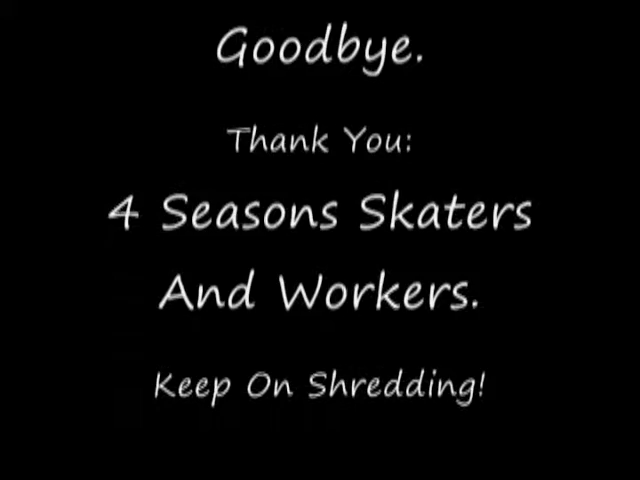 Goodbye.
Thank You:
4 Seasons Skaters
And Workers.
Keep On Shredding!